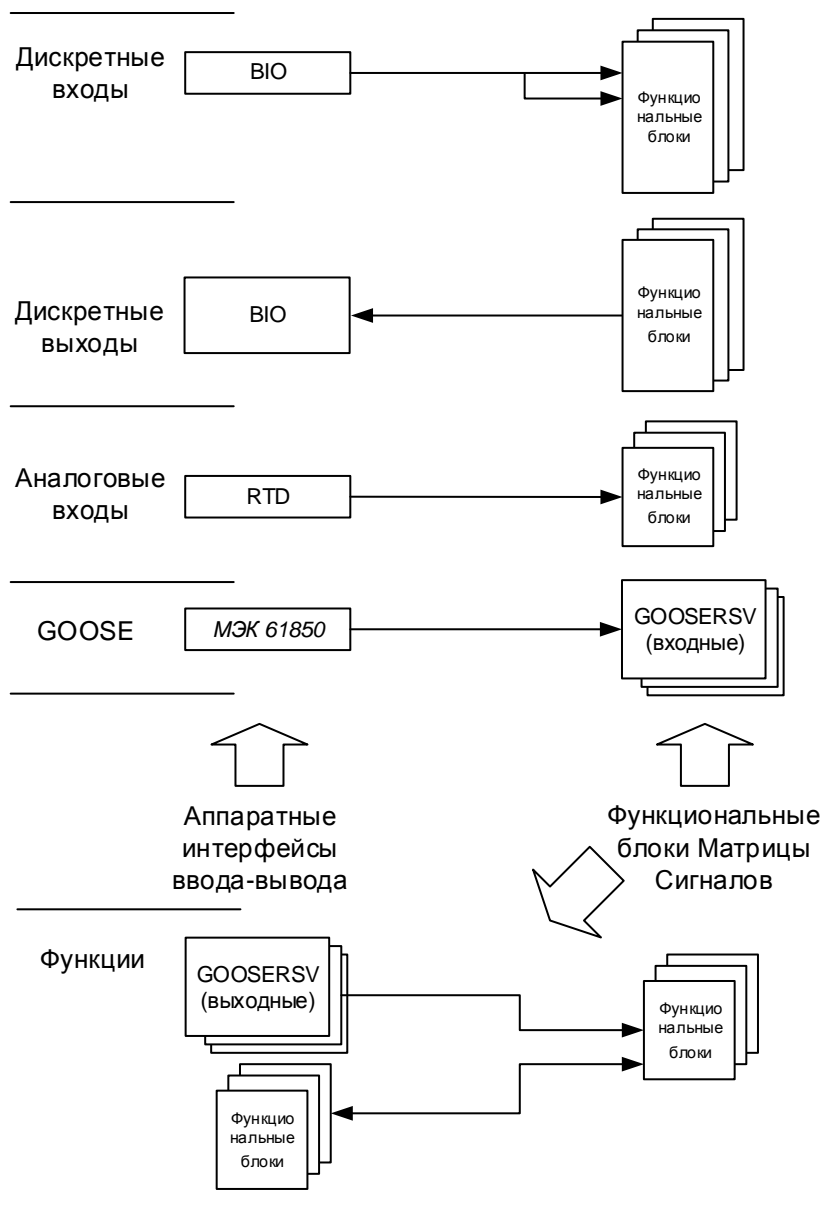 Дискретные
входы
BIO
Функцио
нальные
блоки
Дискретные
выходы
BIO
Функцио
нальные
блоки
Аналоговые
входы
RTD
Функцио
нальные
блоки
GOOSE
МЭК 61850
GOOSERSV
(входные)
Аппаратные
интерфейсы
ввода-вывода
Функциональные
блоки Матрицы
Сигналов
Функции
GOOSERSV
(выходные)
Функцио
нальные
блоки
Функцио
нальные
блоки